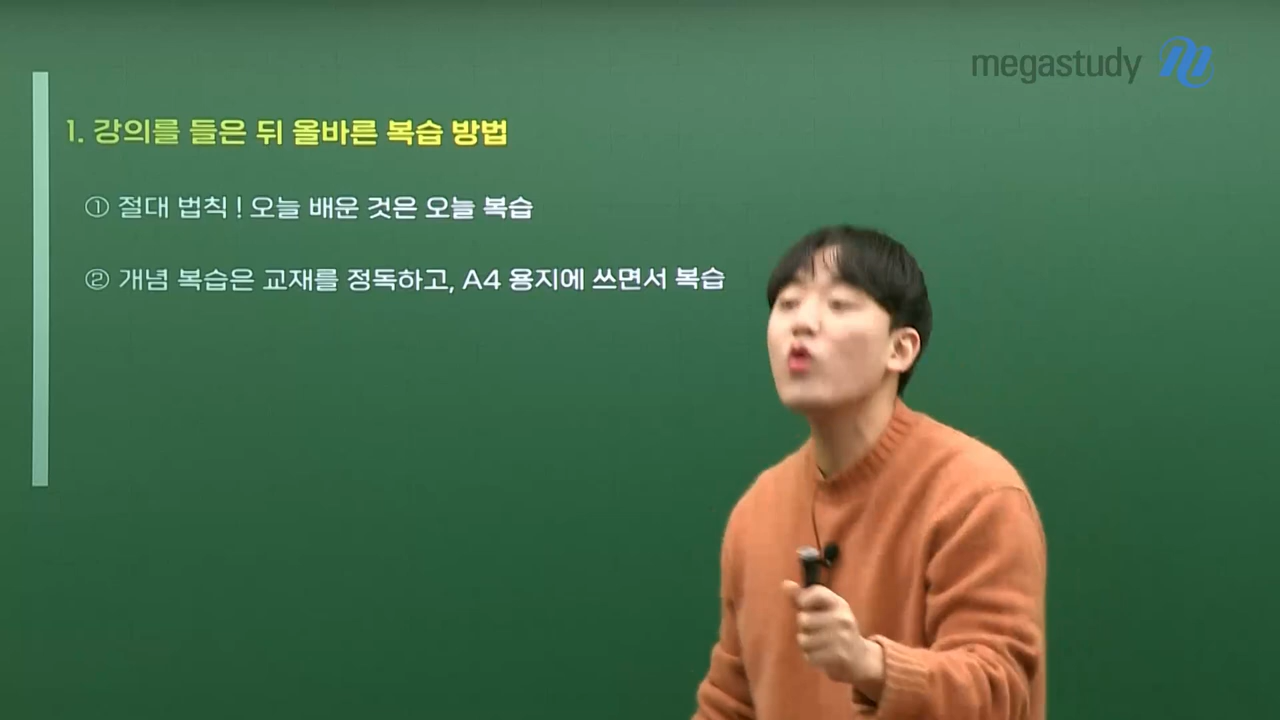 megastudy
1. 강의를 들은 뒤 올바른 복습 방법
① 절대 법칙 ! 오늘 배운 것은 오늘 복습
② 개념 복습은 교재를 정독하고, A4 용지에 쓰면서 복습